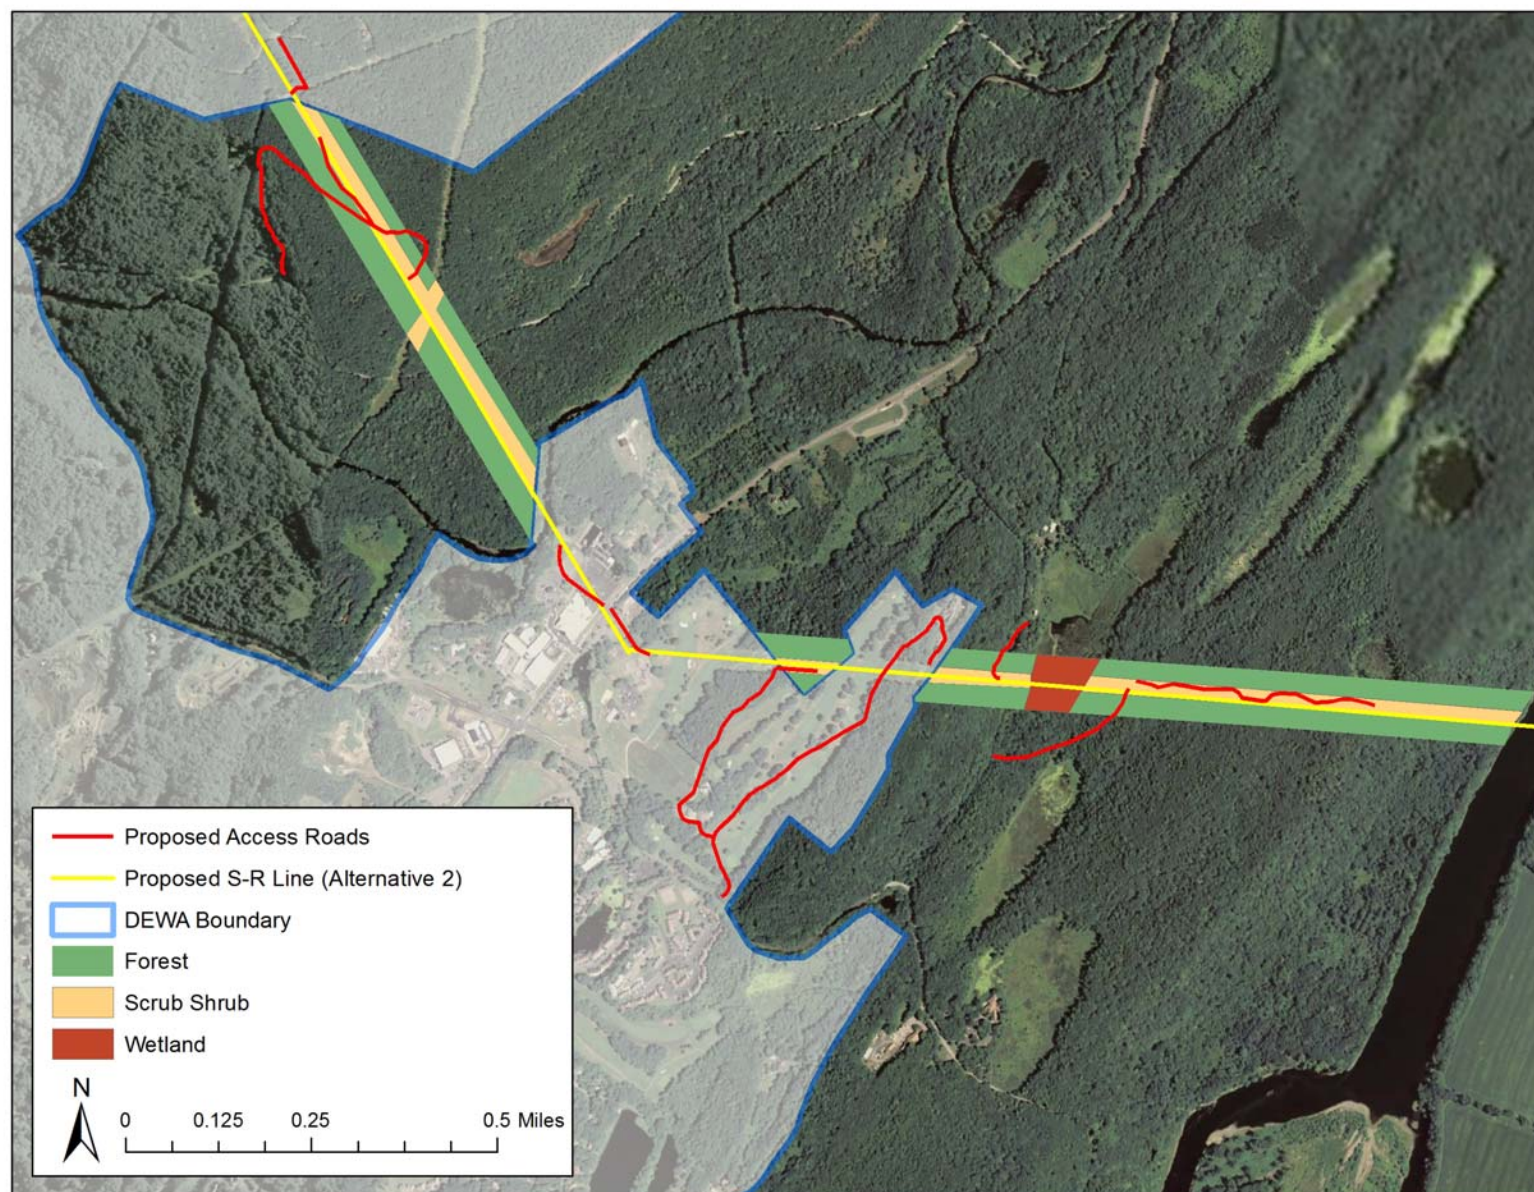 Proposed Access Roads
Proposed S-R Line (Alternative 2)
DEWA Boundary
Forest
Scrub Shrub
Wetland
N
0 0.125 0.25 0.5 Miles